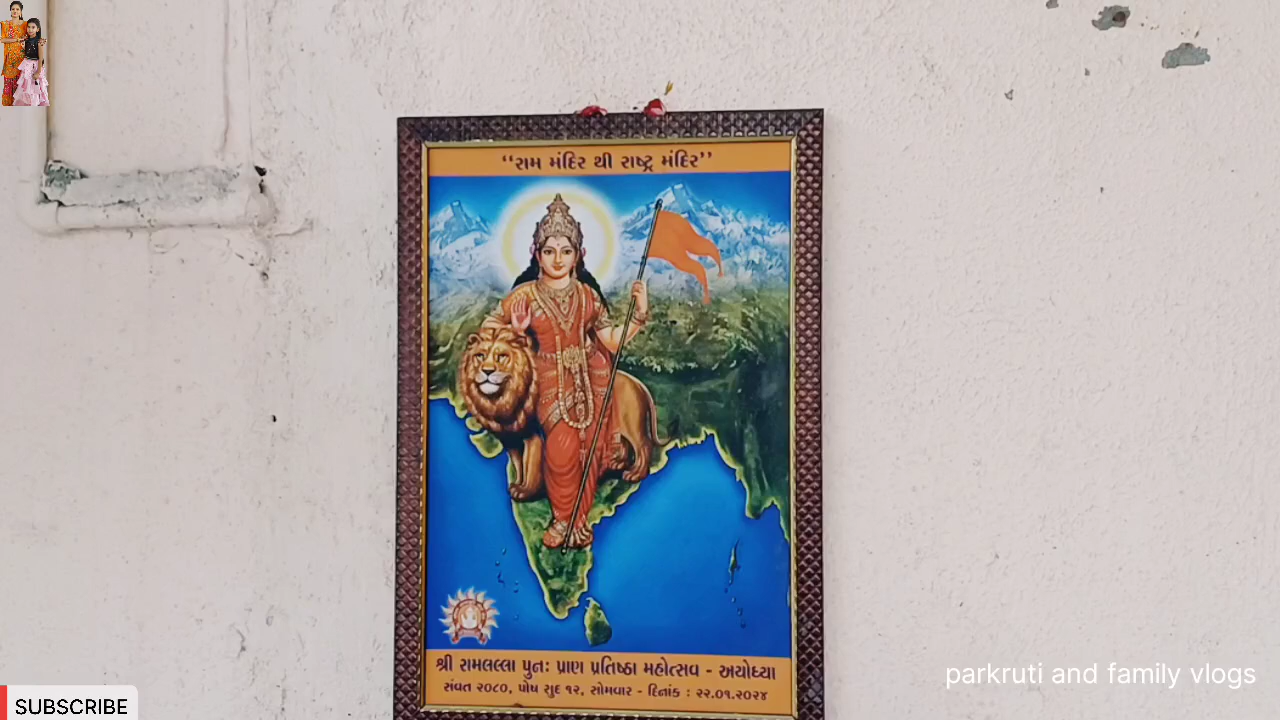 “રામ મંદિર થી રાષ્ટ્ર મંદિર”
શ્રી રામલલ્લા પુનઃ પ્રાણ પ્રતિષ્ઠા મહોત્સવ - અયોધ્યા
સંવત ૨૦૮૦, પોષ સુદ ૧૨, સોમવાર - દિનાંક : ૨૨.૦૧.૨૦૨૪
parkruti and family vlogs
SUBSCRIBE